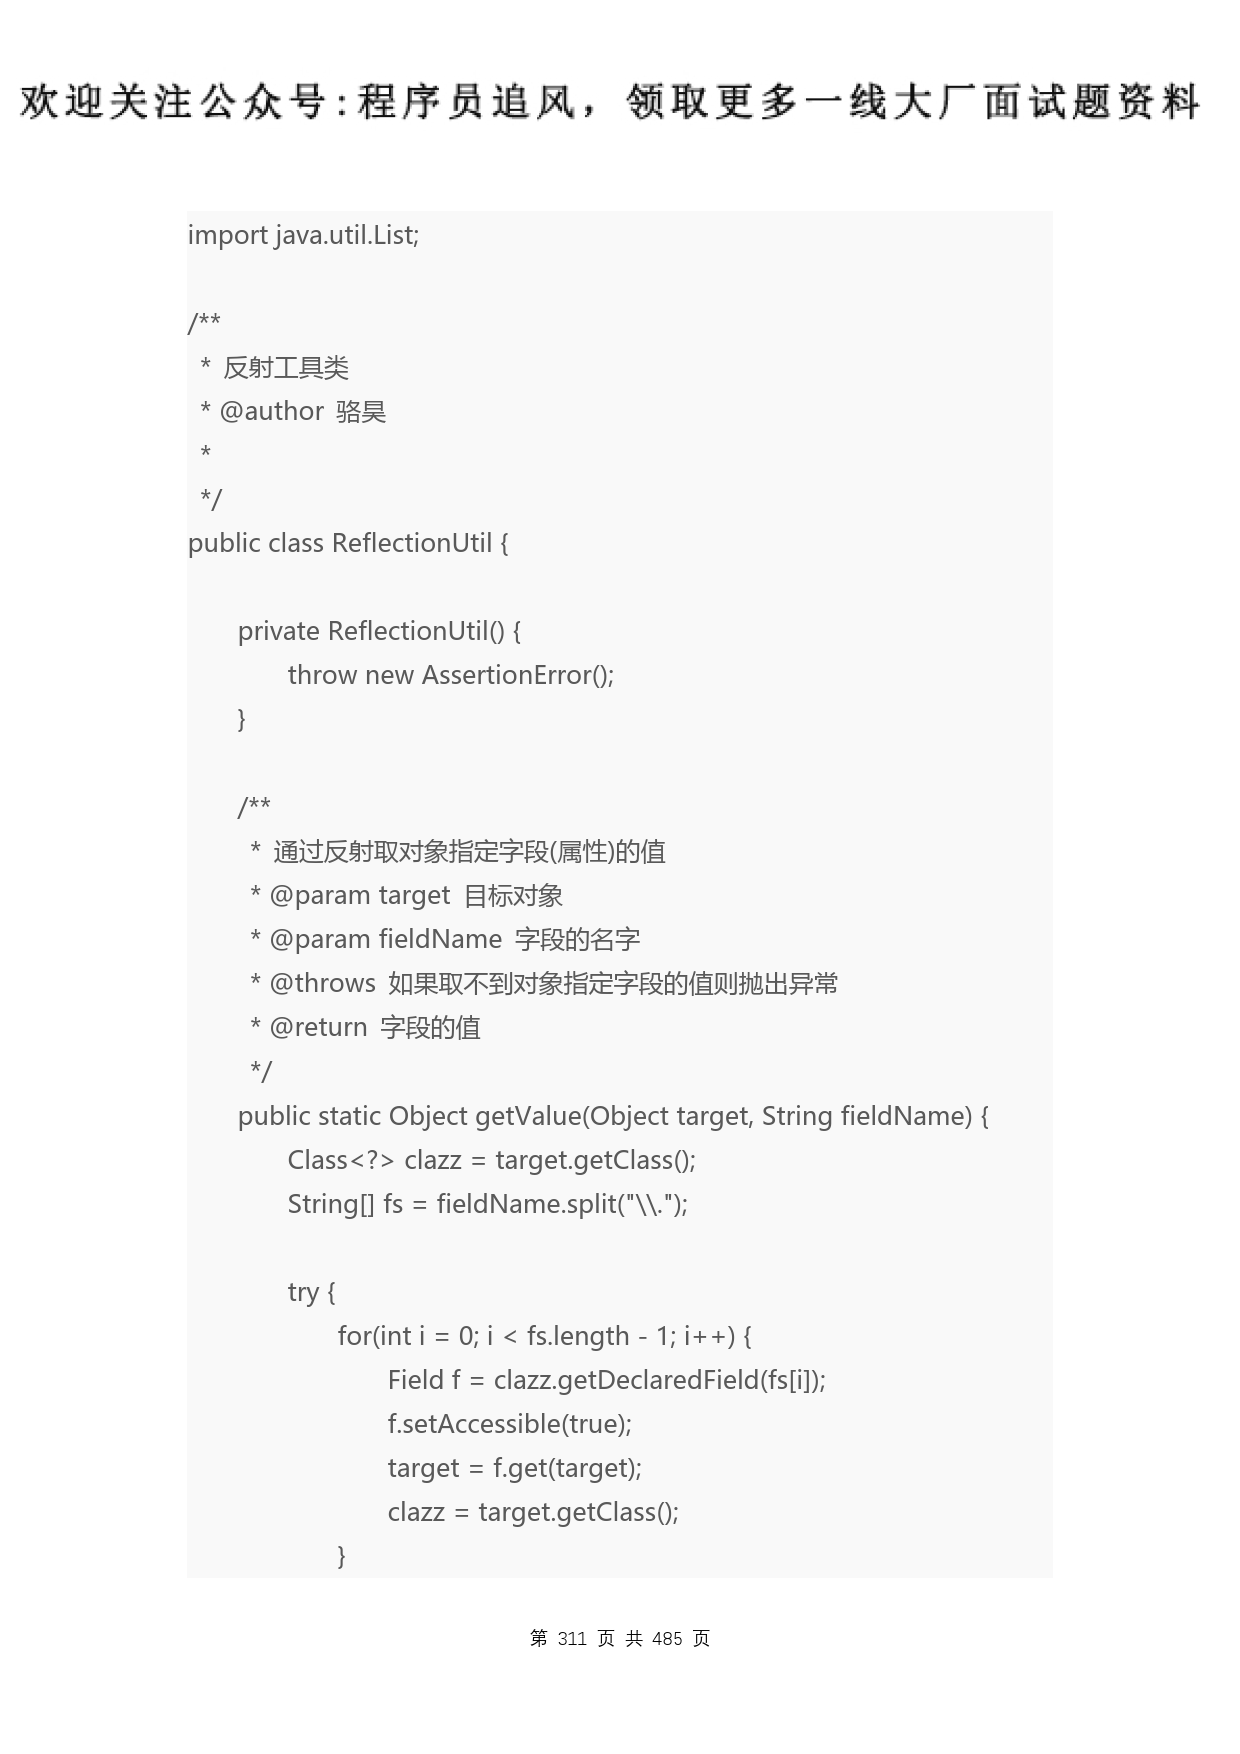 欢迎关注公众号:程序员追风，领取更多一线大厂面试题资料
import java.util.List;
/**
* 反射工具类
* @author 骆昊
*
*/
public class ReflectionUtil {
private ReflectionUtil() {
throw new AssertionError();
}
/**
* 通过反射取对象指定字段(属性)的值
* @param target 目标对象
* @param fieldName 字段的名字
* @throws 如果取不到对象指定字段的值则抛出异常
* @return 字段的值
*/
public static Object getValue(Object target, String fieldName) {
Class<?> clazz = target.getClass();
String[] fs = fieldName.split("\\.");
try {
for(int i = 0; i < fs.length - 1; i++) {
Field f = clazz.getDeclaredField(fs[i]);
f.setAccessible(true);
target = f.get(target);
clazz = target.getClass();
}
第 311 页 共 485 页